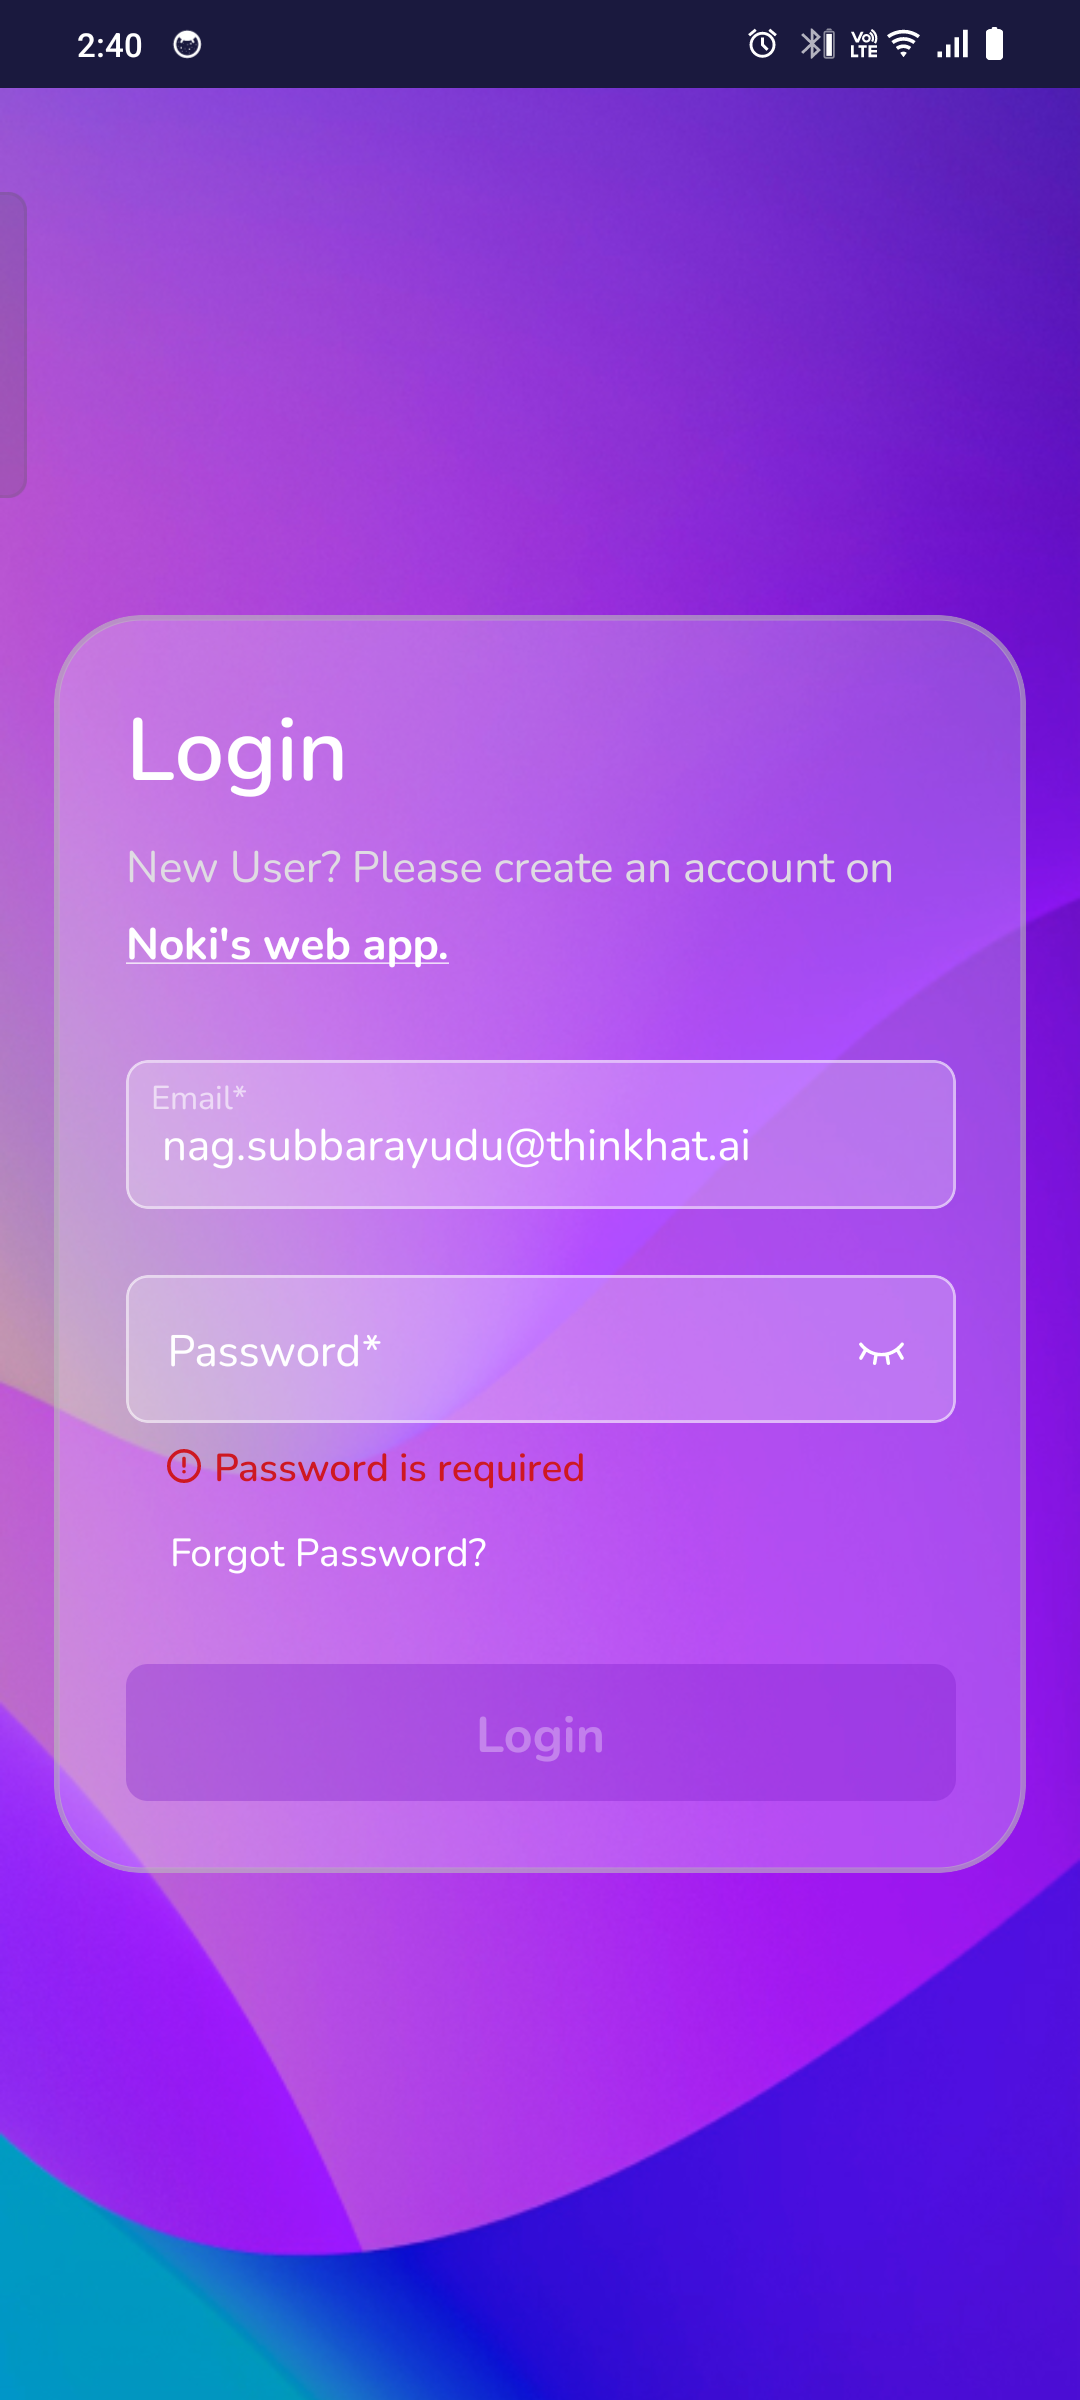 2:40
Vo) LTE
Login
New User? Please create an account on
Noki's web app.
Email*
nag.subbarayudu@thinkhat.ai
Password*
Password is required
Forgot Password?
Login